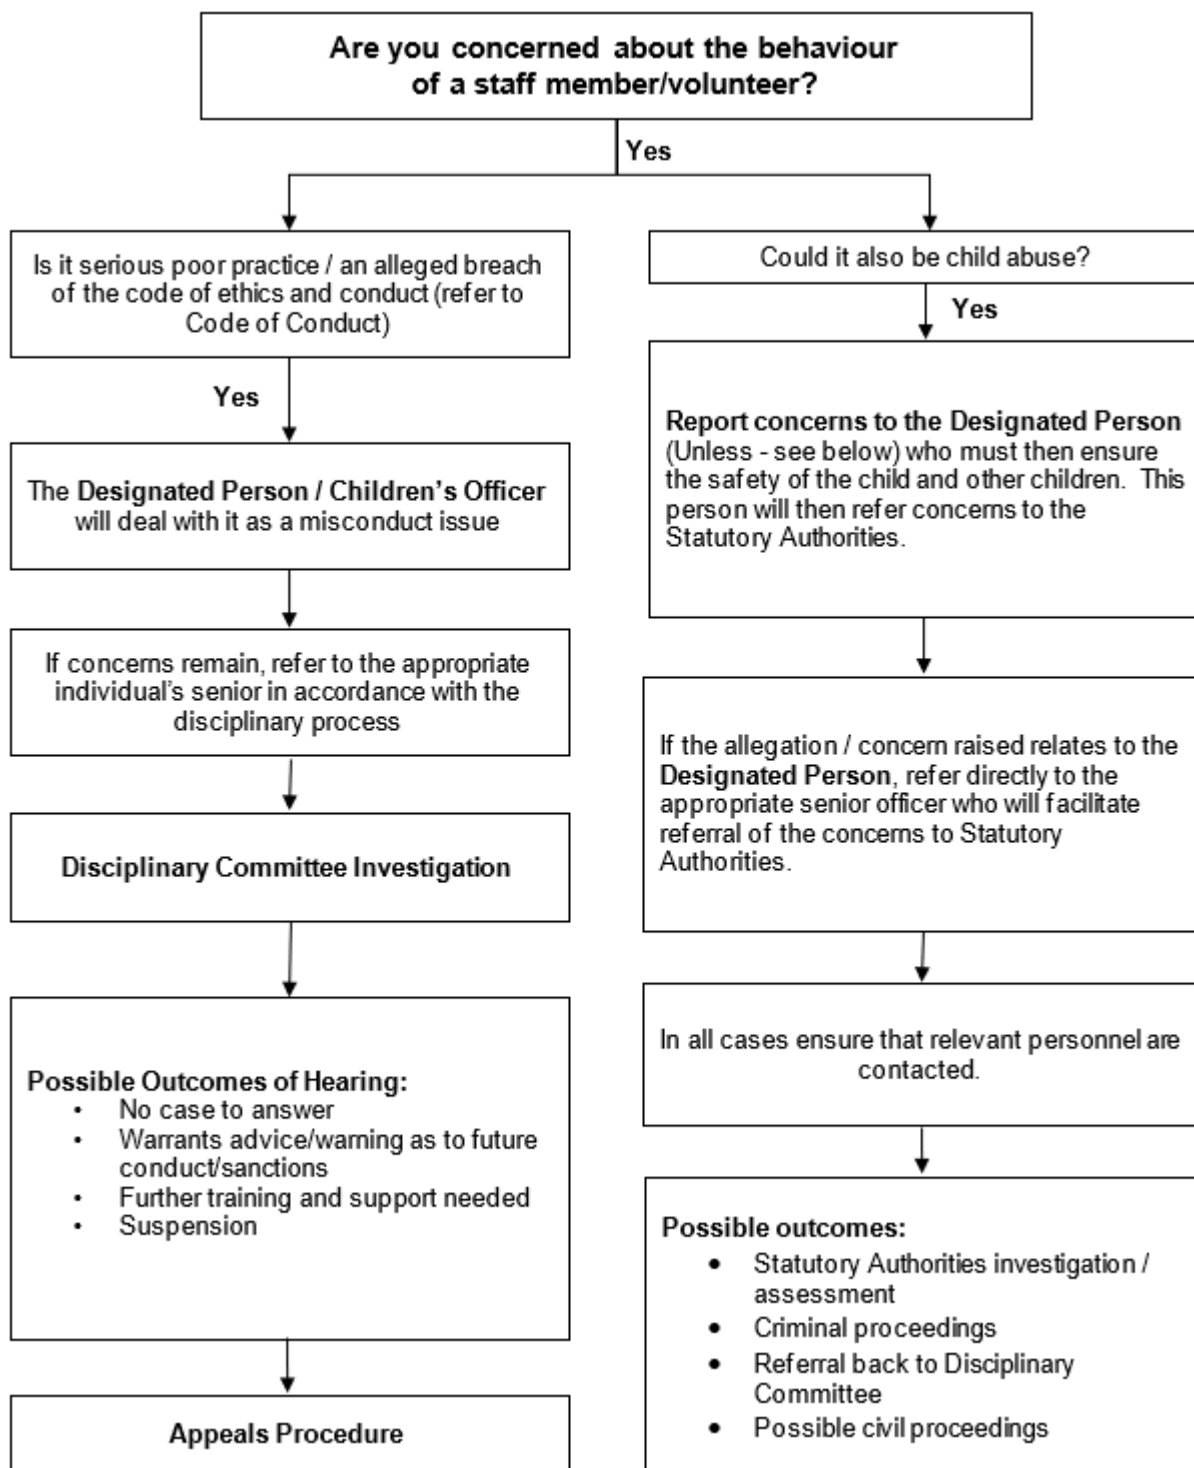 Are you concerned about the behaviour
of a staff member/volunteer?
Yes
Is it serious poor practice / an alleged breach
of the code of ethics and conduct (refer to
Code of Conduct)
Yes
The Designated Person / Children's Officer
will deal with it as a misconduct issue
If concerns remain, refer to the appropriate
individual's senior in accordance with the
disciplinary process
Disciplinary Committee Investigation
Possible Outcomes of Hearing:
• No case to answer
• Warrants advice/warning as to future
conduct/sanctions
• Further training and support needed
• Suspension
Appeals Procedure
Could it also be child abuse?
Yes
Report concerns to the Designated Person
(Unless - see below) who must then ensure
the safety of the child and other children. This
person will then refer concerns to the
Statutory Authorities.
If the allegation / concern raised relates to the
Designated Person, refer directly to the
appropriate senior officer who will facilitate
referral of the concerns to Statutory
Authorities.
In all cases ensure that relevant personnel are
contacted.
Possible outcomes:
• Statutory Authorities investigation /
assessment
• Criminal proceedings
• Referral back to Disciplinary
Committee
• Possible civil proceedings